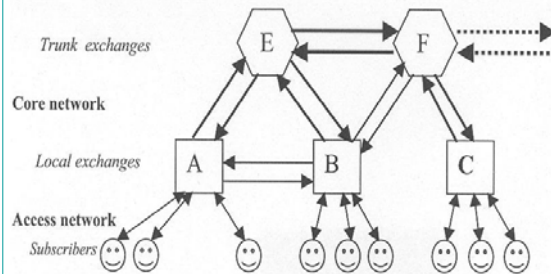 Trunk exchanges
E
F
Core network
Local exchanges
A
B
C
Access network
Subscribers